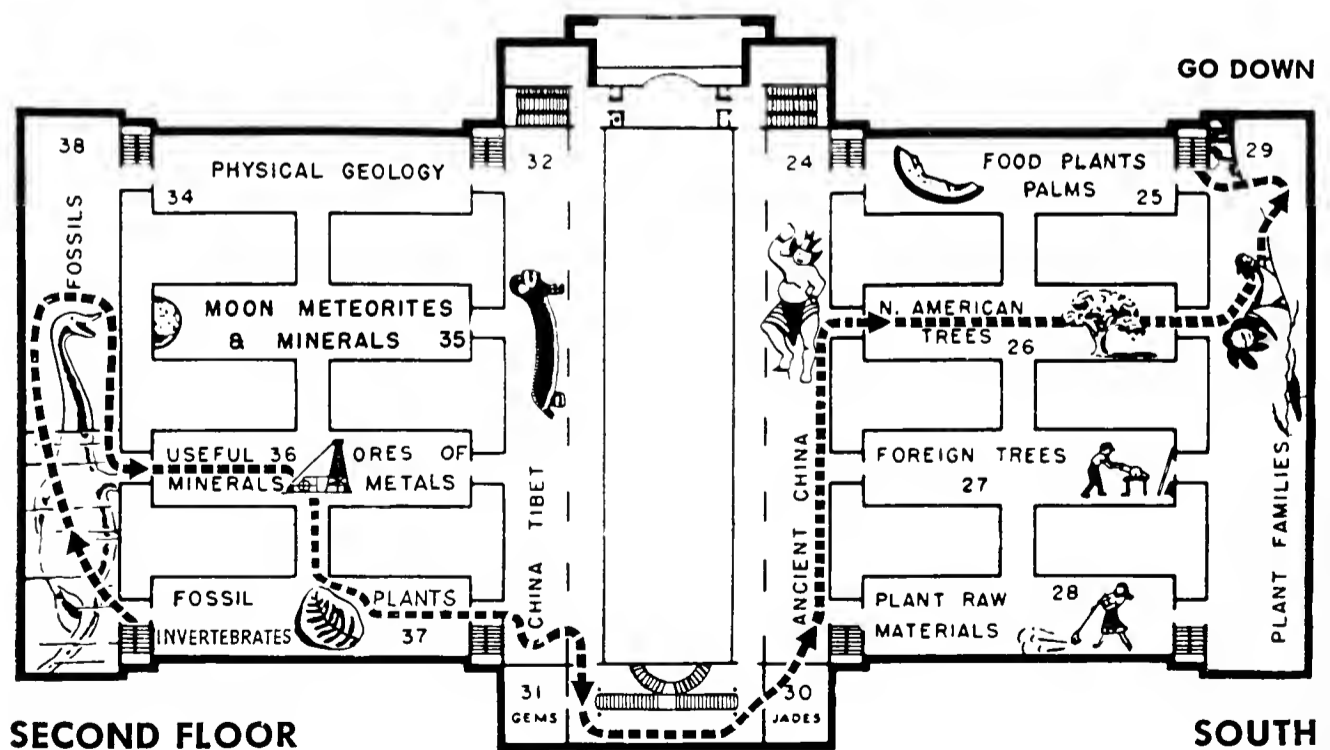 GO DOWN
38
FOSSILS
PHYSICAL GEOLOGY
34
MOON METEORITES
& MINERALS 35
USEFUL 36 ORES OF
MINERALS METALS
FOSSIL PLANTS
INVERTEBRATES 37
32
CHINA TIBET
31
GEMS
24
ANCIENT CHINA
30
JADES
FOOD PLANTS
PALMS 25
N. AMERICAN
TREES 26
FOREIGN TREES
27
28
PLANT RAW
MATERIALS
29
PLANT FAMILIES
SECOND FLOOR
SOUTH